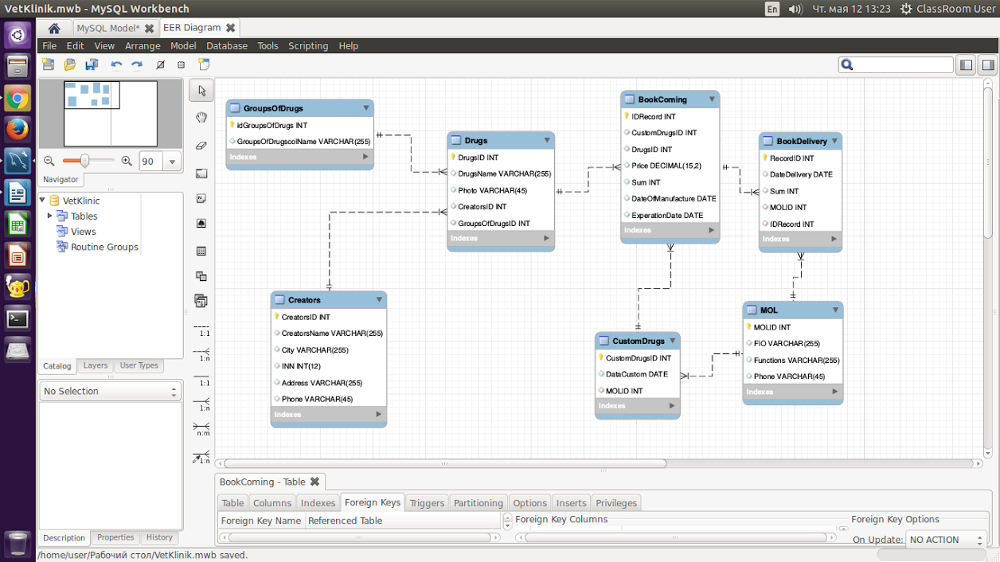 VetKlinik.mwb - MySQL Workbench
En
Чт. мая 12 13:23
ClassRoom User
MySQL Model*
EER Diagram
File Edit View Arrange Model Database Tools Scripting Help
90
Navigator
VetKlinic
Tables
Views
Routine Groups
Catalog
Layers
User Types
No Selection
Description
Properties
History
1:1
1:n
1:1
1:n
n:m
1:n
GroupsOfDrugs
idGroupsOfDrugs INT
GroupsOfDrugscolName VARCHAR(255)
Indexes
Drugs
DrugsID INT
DrugsName VARCHAR(255)
Photo VARCHAR(45)
CreatorsID INT
GroupsOfDrugsID INT
Indexes
BookComing
IDRecord INT
CustomDrugsID INT
DrugsID INT
Price DECIMAL(15,2)
Sum INT
DateOfManufacture DATE
ExperationDate DATE
Indexes
BookDelivery
RecordID INT
DateDelivery DATE
Sum INT
MOLID INT
IDRecord INT
Indexes
Creators
CreatorsID INT
CreatorsName VARCHAR(255)
City VARCHAR(255)
INN INT(12)
Address VARCHAR(255)
Phone VARCHAR(45)
Indexes
CustomDrugs
CustomDrugsID INT
DataCustom DATE
MOLID INT
Indexes
MOL
MOLID INT
FIO VARCHAR(255)
Functions VARCHAR(255)
Phone VARCHAR(45)
Indexes
BookComing - Table
Table
Columns
Indexes
Foreign Keys
Triggers
Partitioning
Options
Inserts
Privileges
Foreign Key Name
Referenced Table
Foreign Key Columns
Foreign Key Options
On Update:
NO ACTION
/home/user/Рабочий стол/VetKlinik.mwb saved.